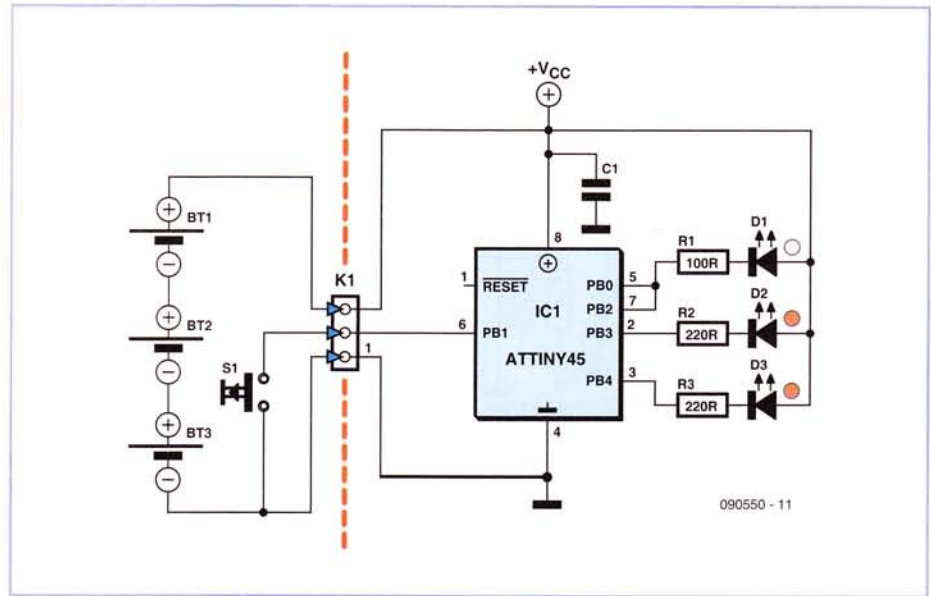 +VCC
C1
BT1
D1
8
R1
K1
1
RESET
PB0
5
100R
D2
IC1
PB2
7
R2
BT2
6
PB1
PB3
2
220R
ATTINY45
D3
S1
1
PB4
3
R3
220R
BT3
4
090550 - 11